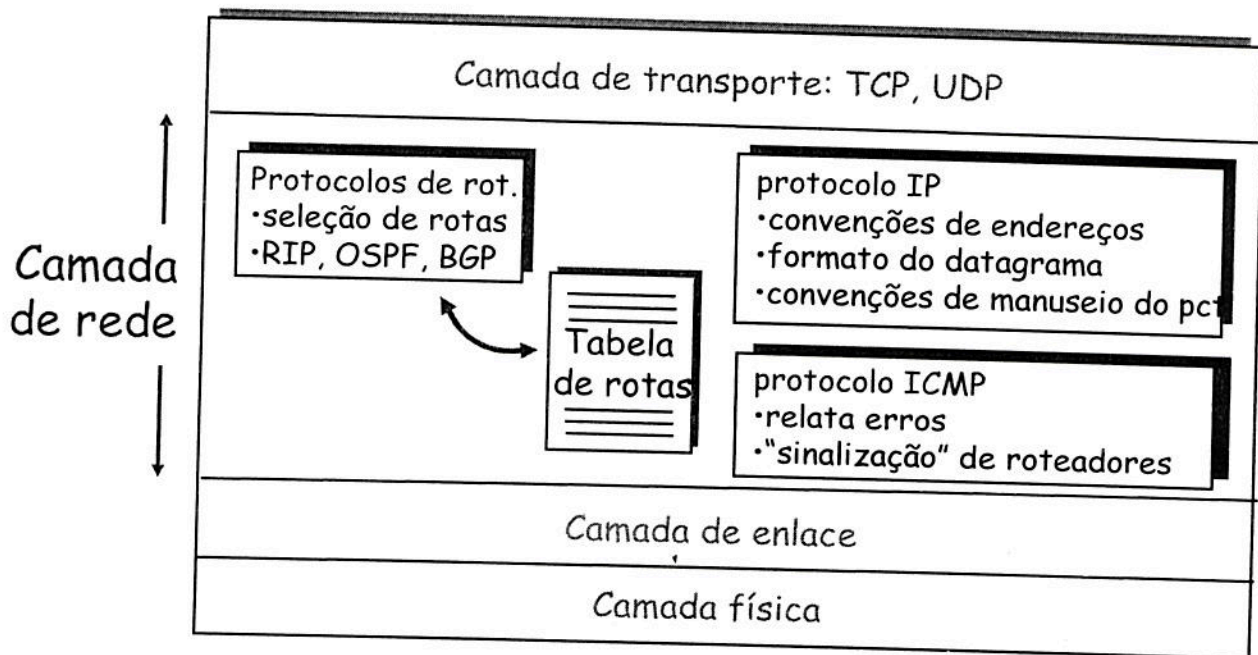 Camada de transporte: TCP, UDP
Camada
de rede
Protocolos de rot.
•seleção de rotas
•RIP, OSPF, BGP
Tabela
de rotas
protocolo IP
•convenções de endereços
•formato do datagrama
•convenções de manuseio do pct
protocolo ICMP
•relata erros
•"sinalização" de roteadores
Camada de enlace
Camada física